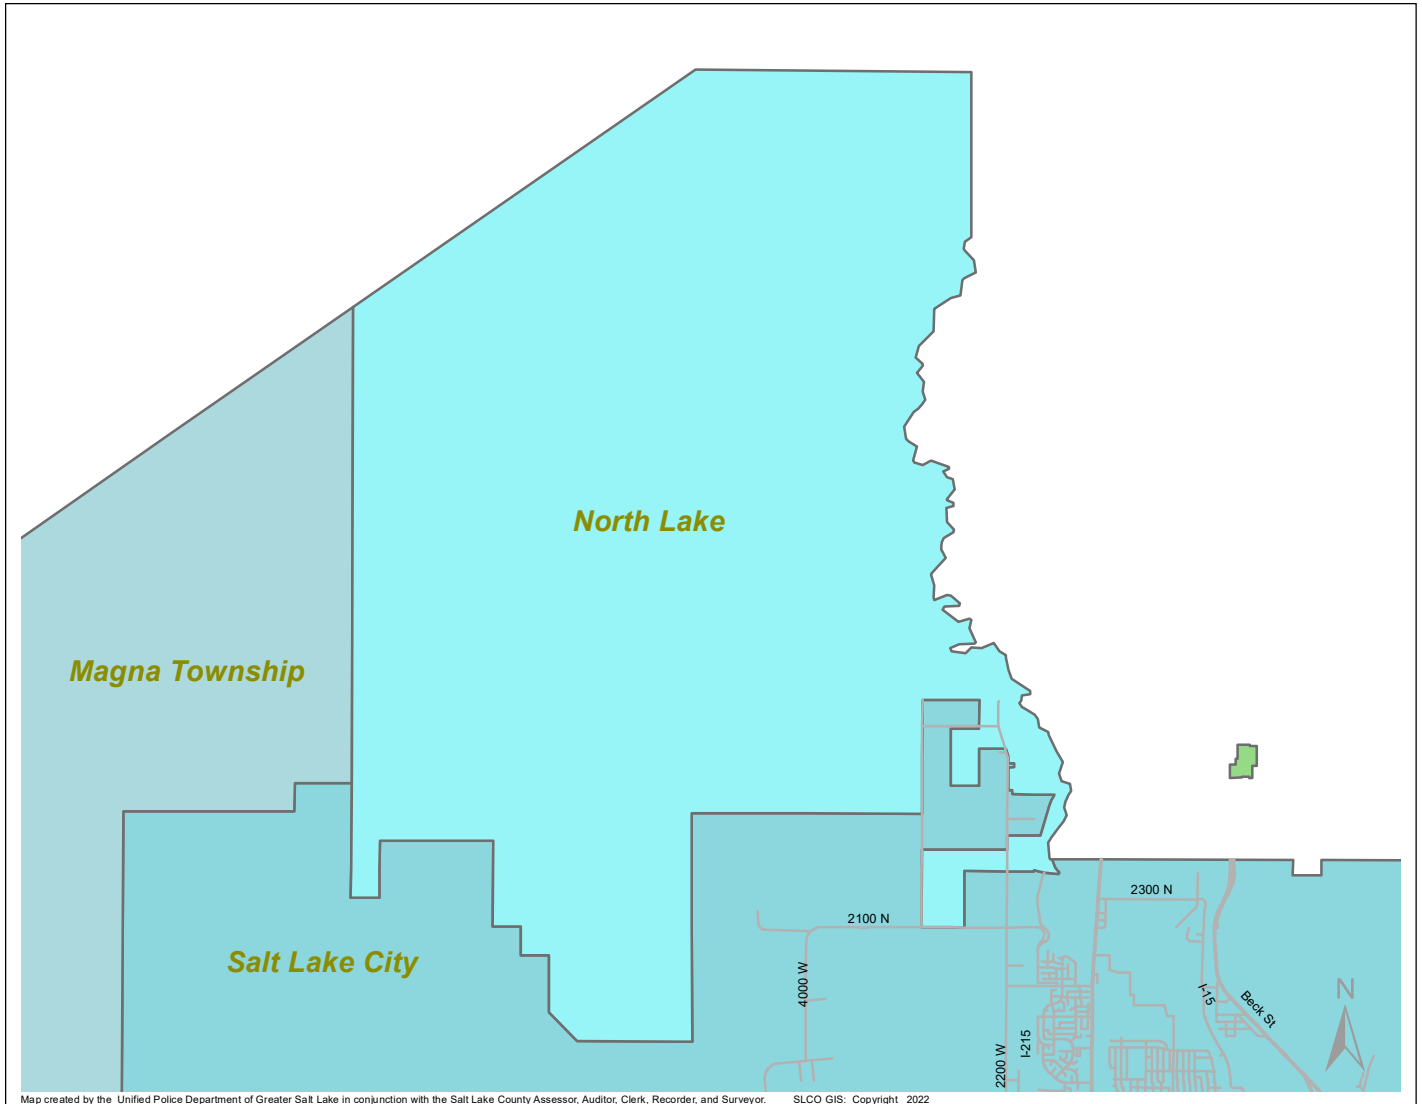 North Lake
Magna Township
2300 N
2100 N
Salt Lake City
4000 W
I-15
Beck St
N
I-215
2200 W
Map created by the Unified Police Department of Greater Salt Lake in conjunction with the Salt Lake County Assessor, Auditor, Clerk, Recorder, and Surveyor. SLCO GIS: Copyright 2022